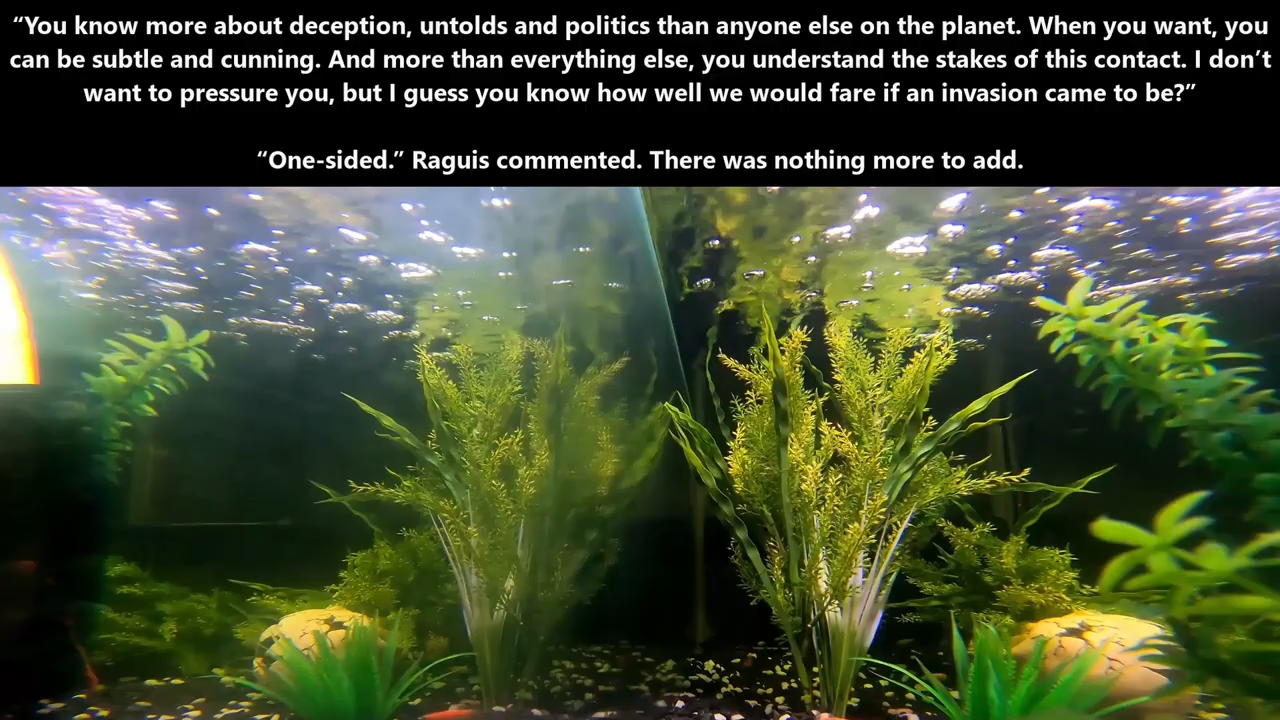 “You know more about deception, untolds and politics than anyone else on the planet. When you want, you
can be subtle and cunning. And more than everything else, you understand the stakes of this contact. I don’t
want to pressure you, but I guess you know how well we would fare if an invasion came to be?”
“One-sided.” Raguis commented. There was nothing more to add.